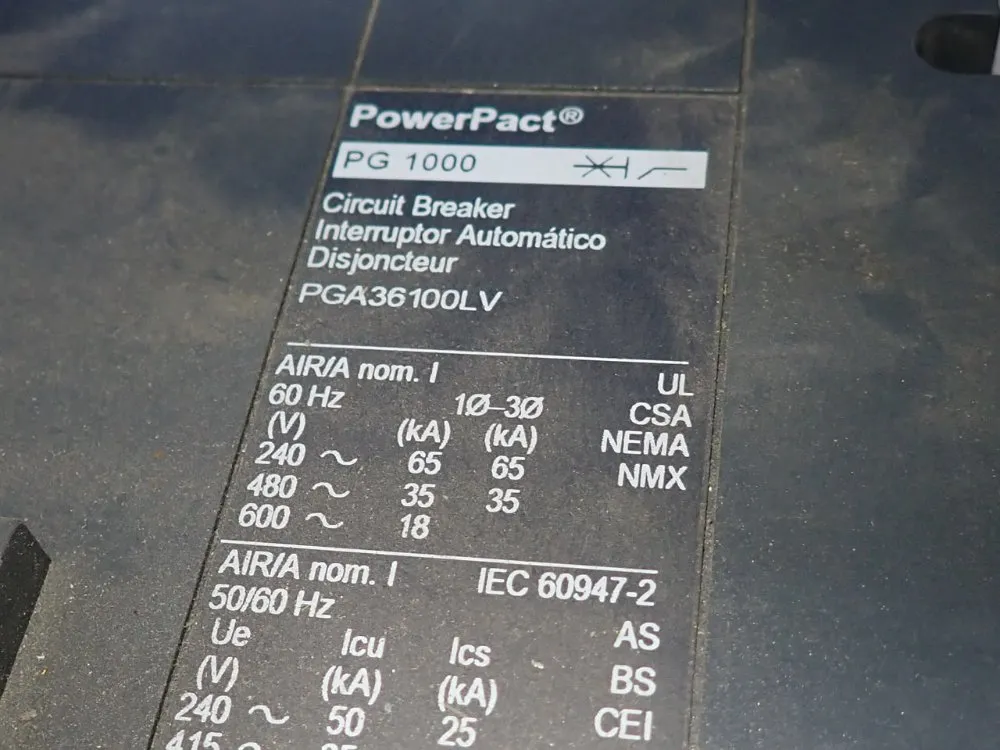 PowerPact®
PG 1000
Circuit Breaker
Interruptor Automático
Disjoncteur
PGA36100LV
AIR/A nom. I UL
60 Hz 1Ø–3Ø CSA
(V) (kA) (kA) NEMA
240 ~ 65 65 NMX
480 ~ 35 35
600 ~ 18
AIR/A nom. I IEC 60947-2
50/60 Hz AS
Ue Icu Ics BS
(V) (kA) (kA) CEI
240 ~ 50 25
415 ~